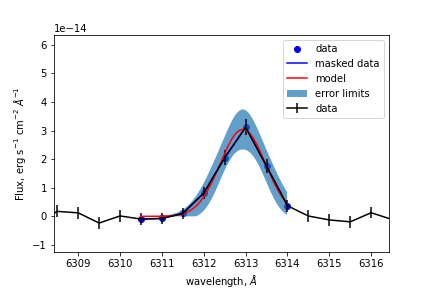 1e−14
6
5
4
3
2
1
0
−1
Flux, erg s⁻¹ cm⁻² Å⁻¹
data
masked data
model
error limits
data
6309 6310 6311 6312 6313 6314 6315 6316
wavelength, Å